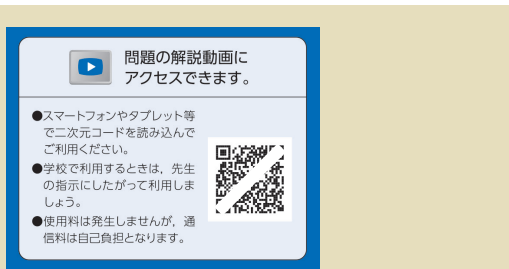 問題の解説動画に
アクセスできます。
●スマートフォンやタブレット等
で二次元コードを読み込んで
ご利用ください。
●学校で利用するときは，先生
の指示にしたがって利用しま
しょう。
●使用料は発生しませんが，通
信料は自己負担となります。